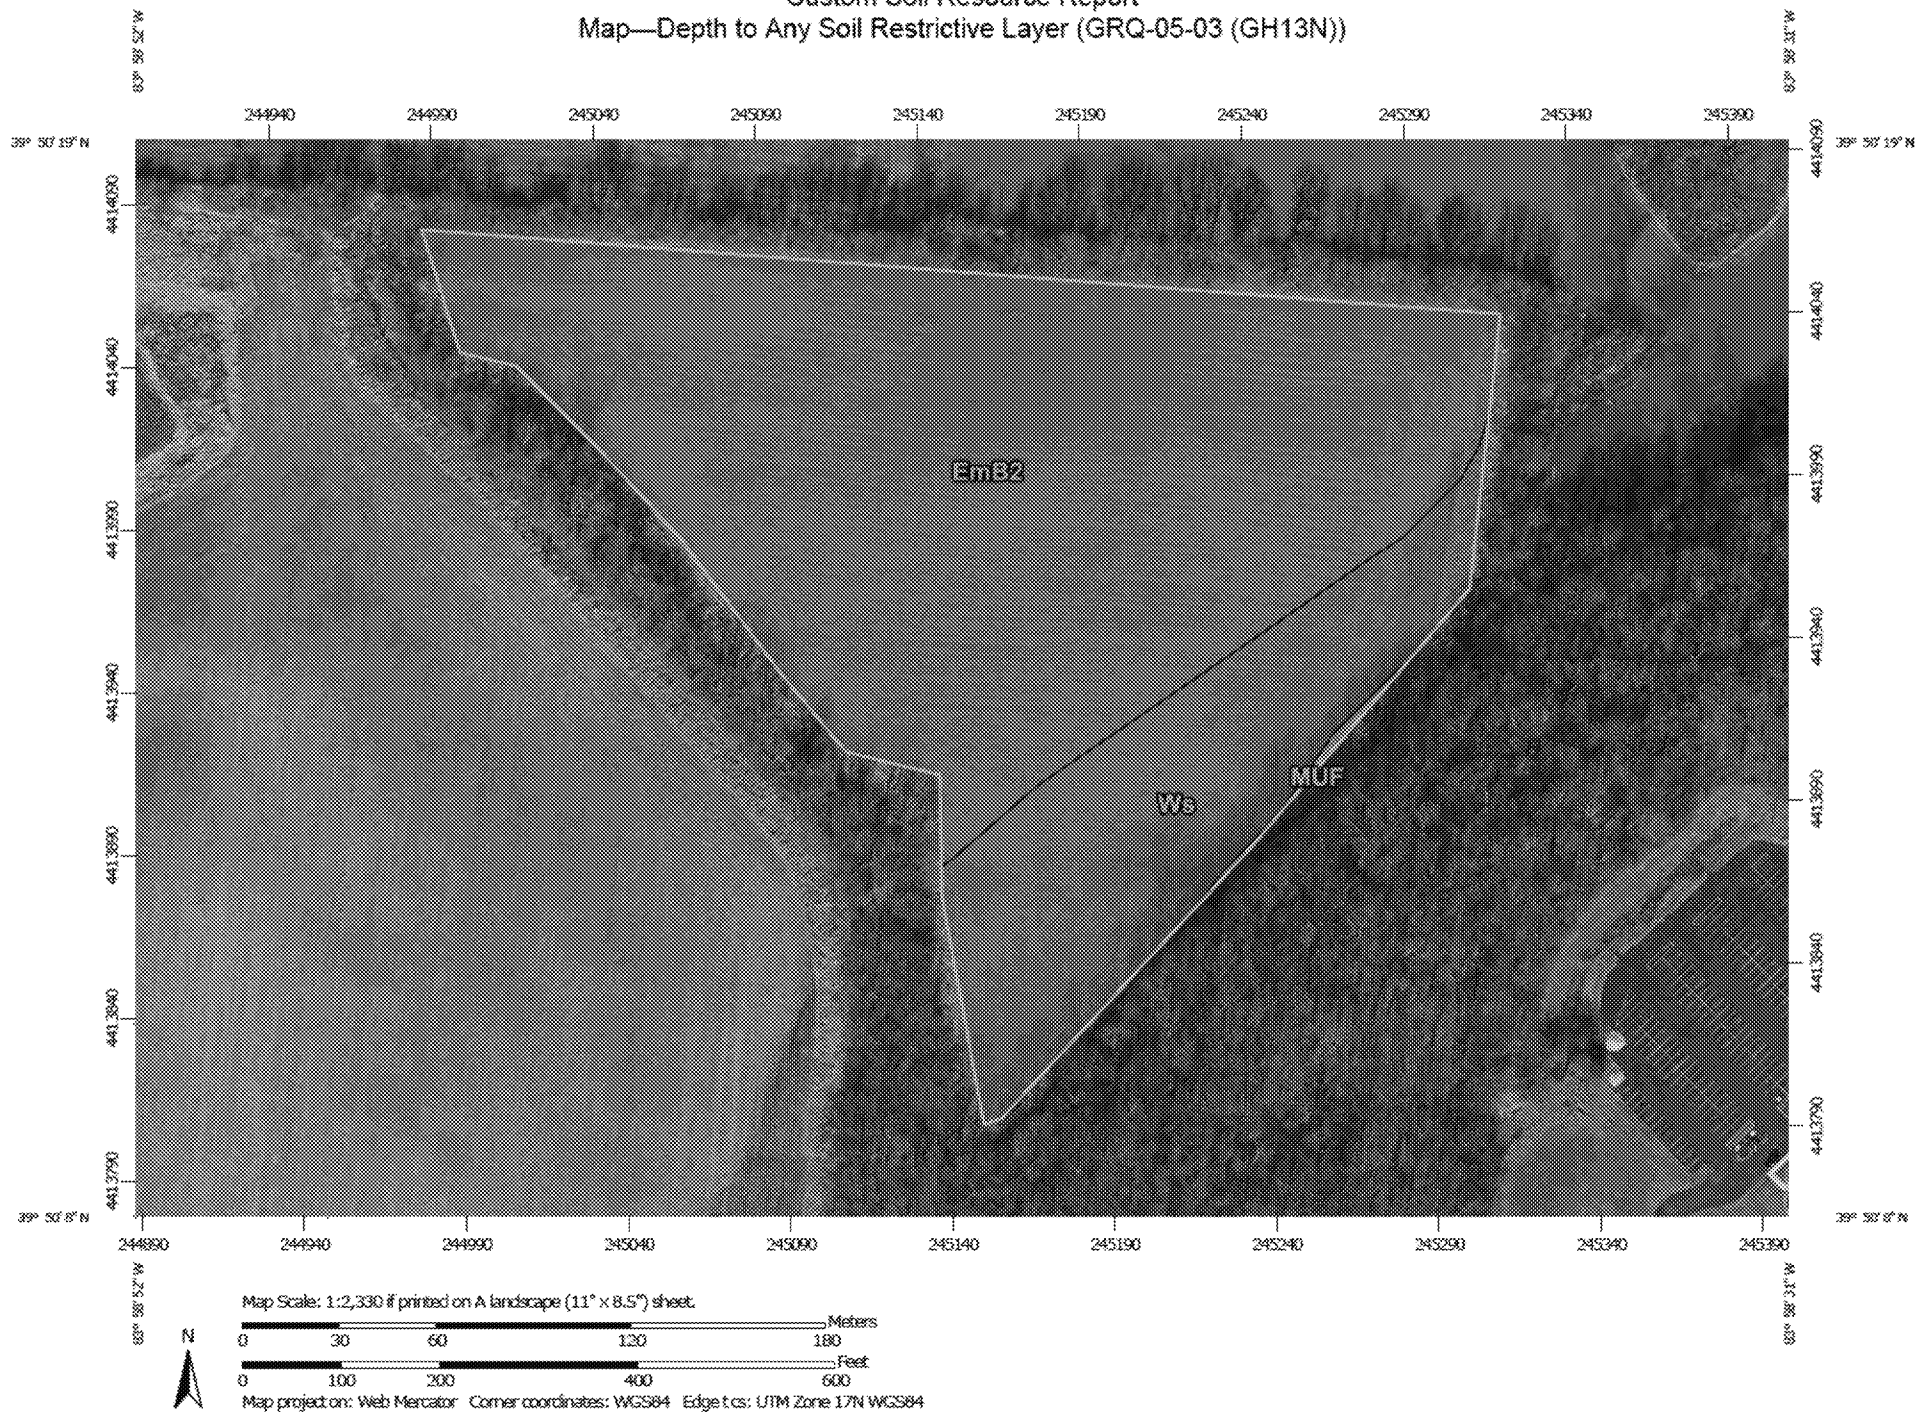 Custom Soil Resource Report
Map—Depth to Any Soil Restrictive Layer (GRQ-05-03 (GH13N))
83° 58' 52" W
83° 58' 31" W
244940 244990 245040 245090 245140 245190 245240 245290 245340 245390
39° 50' 19" N
39° 50' 19" N
4414090
4414040
4413990
4413940
4413890
4413840
4413790
4414090
4414040
4413990
4413940
4413890
4413840
4413790
EmB2
MUF
Ws
39° 50' 8" N
39° 50' 8" N
244890 244940 244990 245040 245090 245140 245190 245240 245290 245340 245390
83° 58' 52" W
83° 58' 31" W
Map Scale: 1:2,330 if printed on A landscape (11" x 8.5") sheet.
Meters
0 30 60 120 180
Feet
0 100 200 400 600
N
Map projection: Web Mercator Corner coordinates: WGS84 Edge tics: UTM Zone 17N WGS84